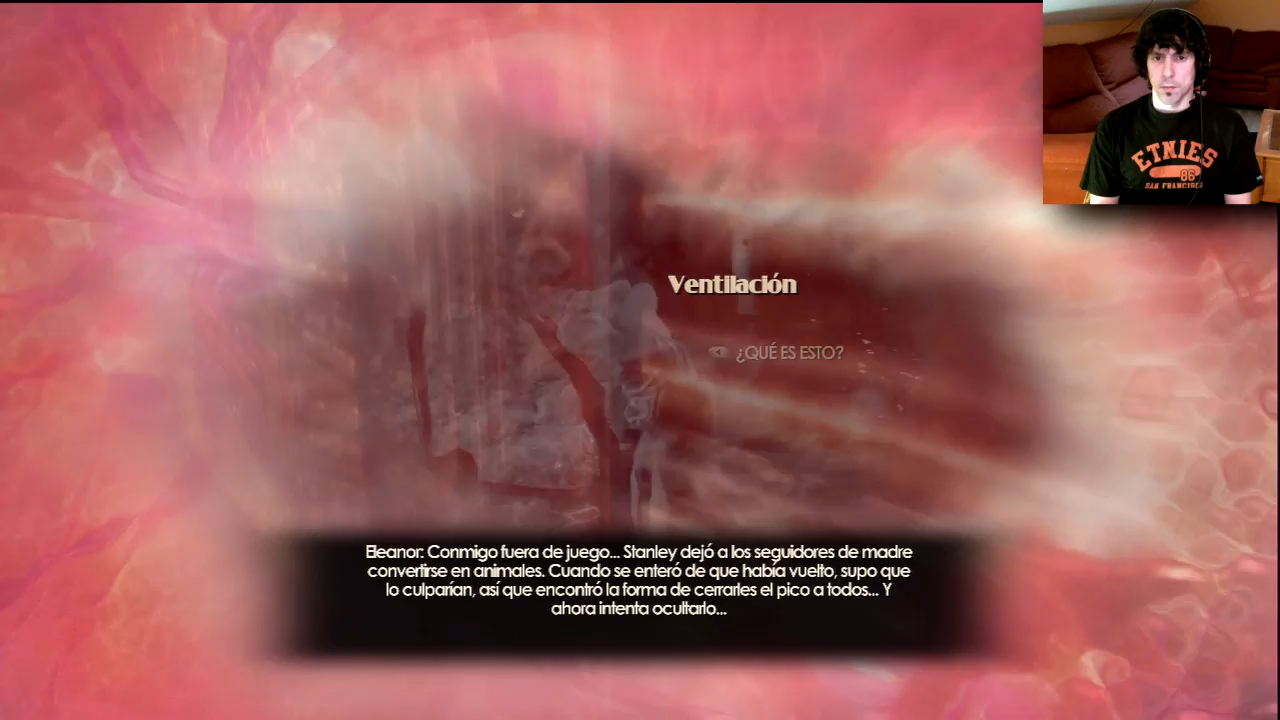 ETNIES
86
SAN FRANCISCO
Ventilación
¿QUÉ ES ESTO?
Eleanor: Conmigo fuera de juego... Stanley dejó a los seguidores de madre
convertirse en animales. Cuando se enteró de que había vuelto, supo que
lo culparían, así que encontró la forma de cerrarles el pico a todos... Y
ahora intenta ocultarlo...